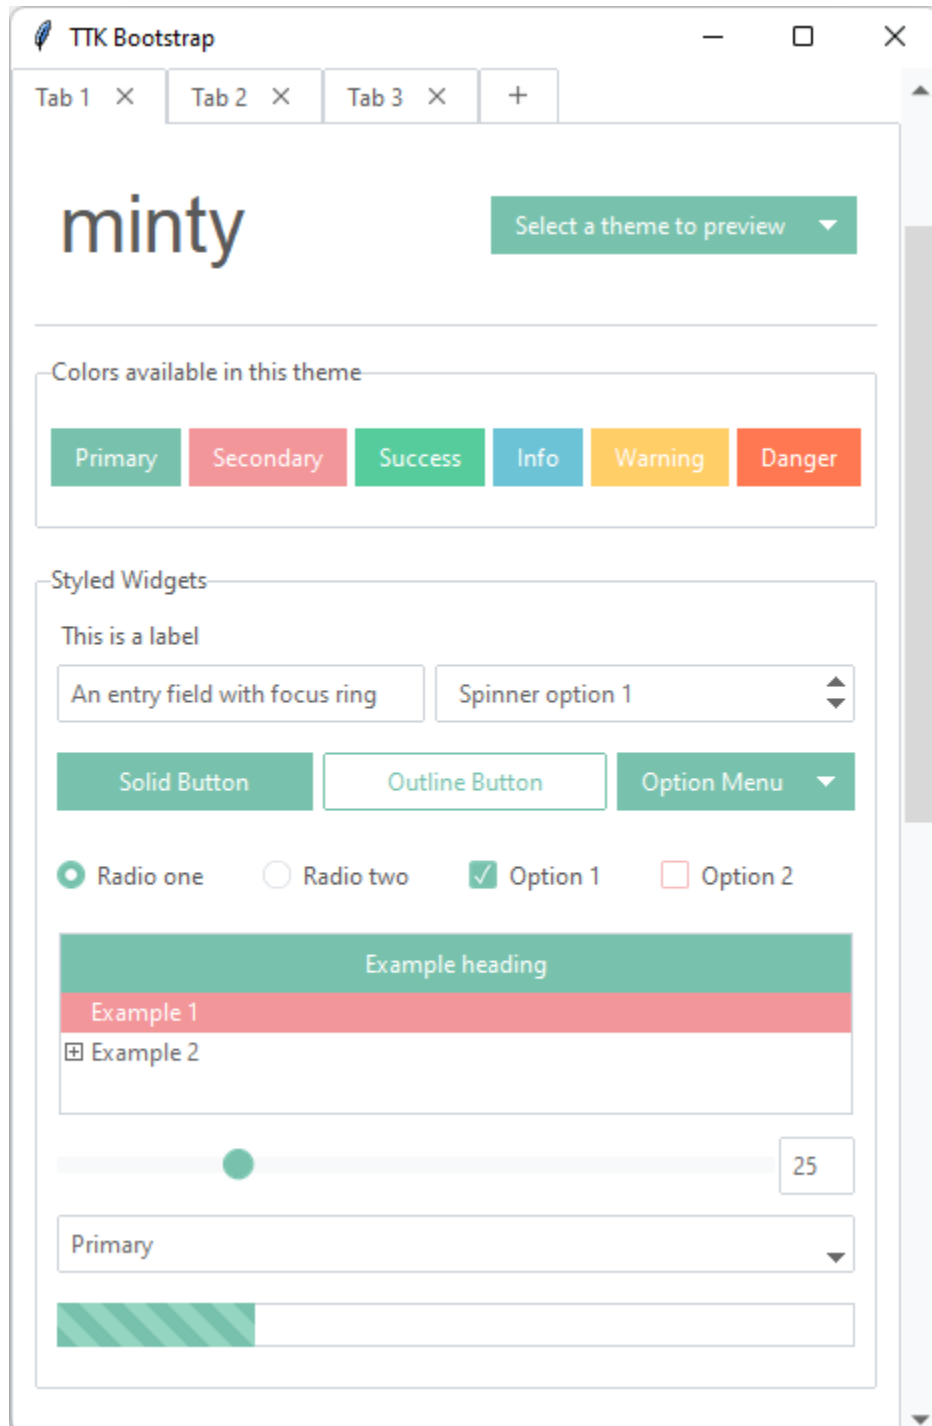 TTK Bootstrap
Tab 1 Tab 2 Tab 3
minty Select a theme to preview
Colors available in this theme
Primary Secondary Success Info Warning Danger
Styled Widgets
This is a label
An entry field with focus ring Spinner option 1
Solid Button Outline Button Option Menu
Radio one Radio two Option 1 Option 2
Example heading
Example 1
Example 2
25
Primary